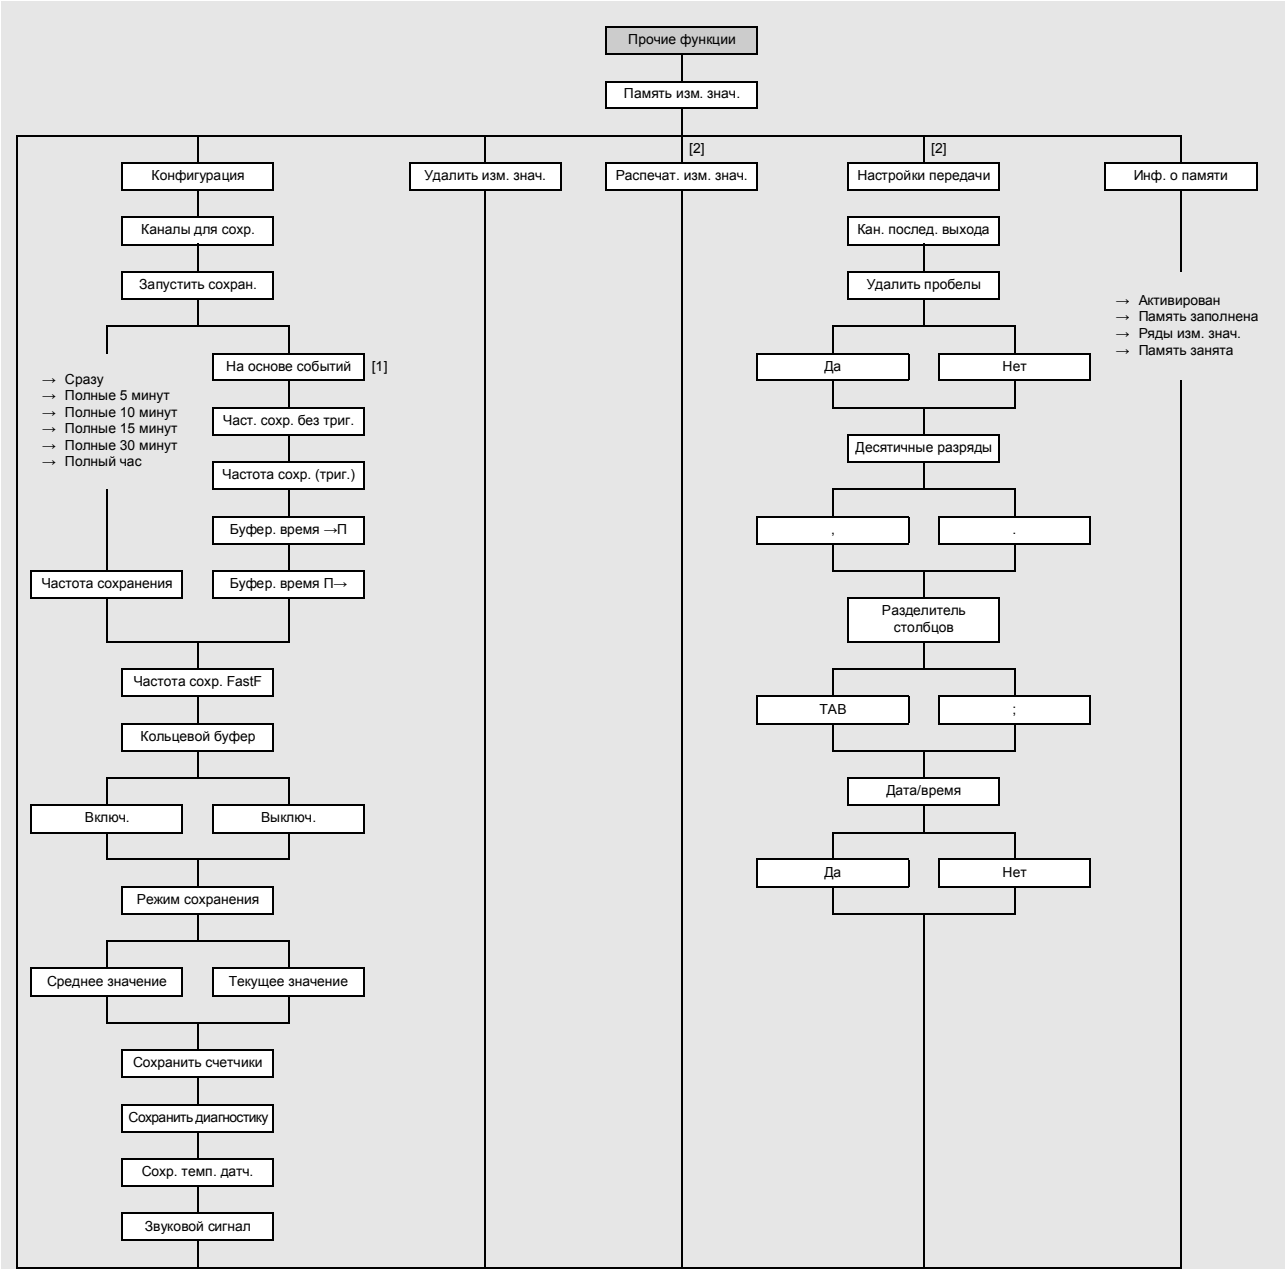 Прочие функции
Память изм. знач.
[2]
[2]
Конфигурация
Удалить изм. знач.
Распечат. изм. знач.
Настройки передачи
Инф. о памяти
Каналы для сохр.
Кан. послед. выхода
Запустить сохран.
Удалить пробелы
→ Активирован
→ Память заполнена
→ Ряды изм. знач.
→ Память занята
На основе событий
[1]
Да
Нет
→ Сразу
→ Полные 5 минут
→ Полные 10 минут
→ Полные 15 минут
→ Полные 30 минут
→ Полный час
Част. сохр. без триг.
Десятичные разряды
Частота сохр. (триг.)
Буфер. время →П
,
.
Частота сохранения
Буфер. время П→
Разделитель
столбцов
Частота сохр. FastF
TAB
;
Кольцевой буфер
Дата/время
Включ.
Выключ.
Да
Нет
Режим сохранения
Среднее значение
Текущее значение
Сохранить счетчики
Сохранить диагностику
Сохр. темп. датч.
Звуковой сигнал